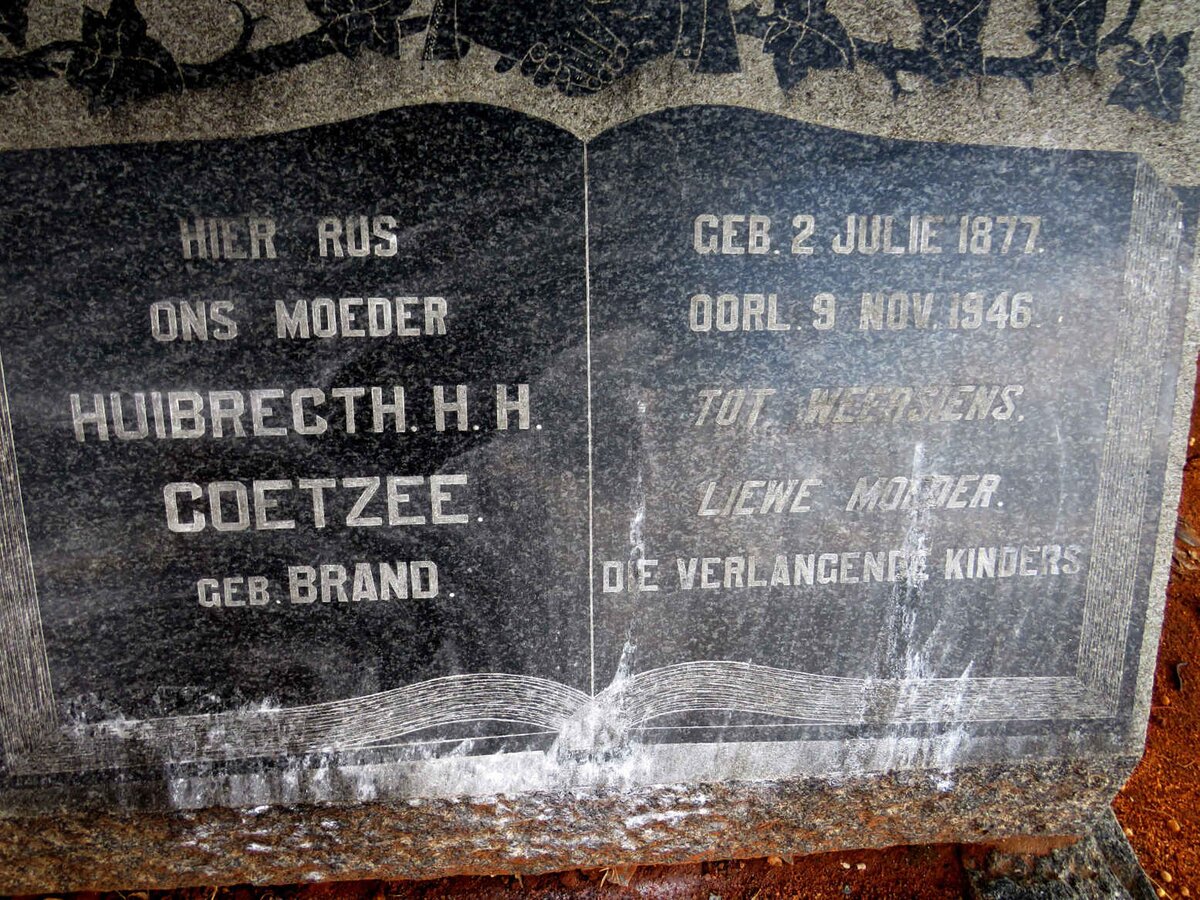 HIER RUS
ONS MOEDER
HUIBRECTH. H. H.
COETZEE.
GEB. BRAND.
GEB. 2 JULIE 1877.
OORL. 9 NOV. 1946.
TOT. WEERSIENS.
LIEWE MOEDER.
DIE VERLANGENDE KINDERS